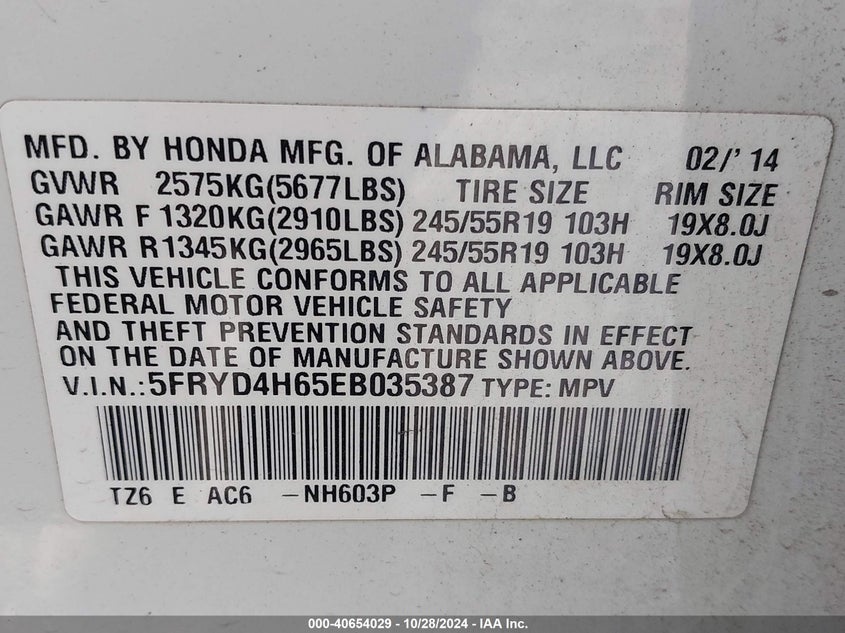 MFD. BY HONDA MFG. OF ALABAMA, LLC 02/' 14
GVWR 2575KG(5677LBS) TIRE SIZE RIM SIZE
GAWR F 1320KG(2910LBS) 245/55R19 103H 19X8.0J
GAWR R1345KG(2965LBS) 245/55R19 103H 19X8.0J
THIS VEHICLE CONFORMS TO ALL APPLICABLE
FEDERAL MOTOR VEHICLE SAFETY
AND THEFT PREVENTION STANDARDS IN EFFECT
ON THE DATE OF MANUFACTURE SHOWN ABOVE.
V.I.N.:5FRYD4H65EB035387 TYPE: MPV
TZ6 E AC6 -NH603P -F -B
000-40654029 - 10/28/2024 - IAA Inc.